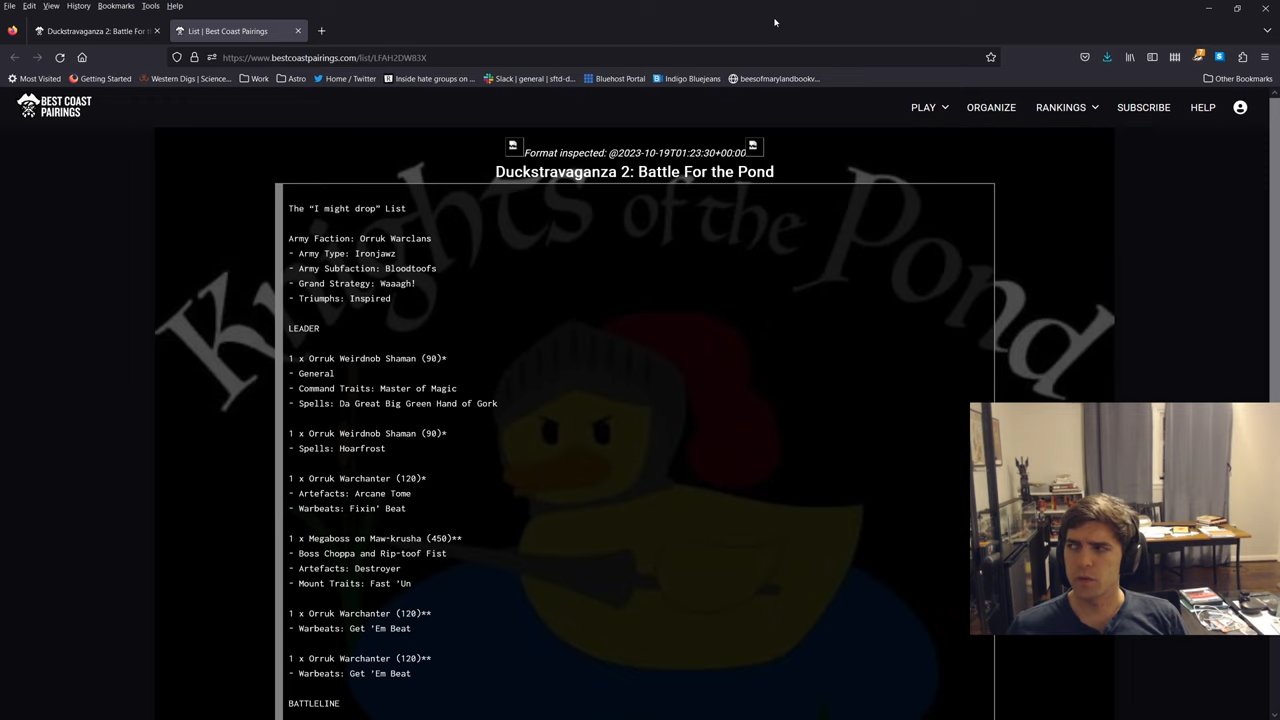 File Edit View History Bookmarks Tools Help
Duckstravaganza 2: Battle For t
List | Best Coast Pairings
https://www.bestcoastpairings.com/list/LFAH2DW83X
Most Visited Getting Started Western Digs | Science... Work Astro Home / Twitter Inside hate groups on ... Slack | general | sftd-d... Bluehost Portal Indigo Bluejeans beesofmarylandbookv... Other Bookmarks
BEST COAST
PAIRINGS
PLAY ORGANIZE RANKINGS SUBSCRIBE HELP
Format inspected: @2023-10-19T01:23:30+00:00
Duckstravaganza 2: Battle For the Pond
Knights of the Pond
The “I might drop” List
Army Faction: Orruk Warclans
- Army Type: Ironjawz
- Army Subfaction: Bloodtoofs
- Grand Strategy: Waaagh!
- Triumphs: Inspired
LEADER
1 x Orruk Weirdnob Shaman (90)*
- General
- Command Traits: Master of Magic
- Spells: Da Great Big Green Hand of Gork
1 x Orruk Weirdnob Shaman (90)*
- Spells: Hoarfrost
1 x Orruk Warchanter (120)*
- Artefacts: Arcane Tome
- Warbeats: Fixin' Beat
1 x Megaboss on Maw-krusha (450)**
- Boss Choppa and Rip-toof Fist
- Artefacts: Destroyer
- Mount Traits: Fast 'Un
1 x Orruk Warchanter (120)**
- Warbeats: Get 'Em Beat
1 x Orruk Warchanter (120)**
- Warbeats: Get 'Em Beat
BATTLELINE